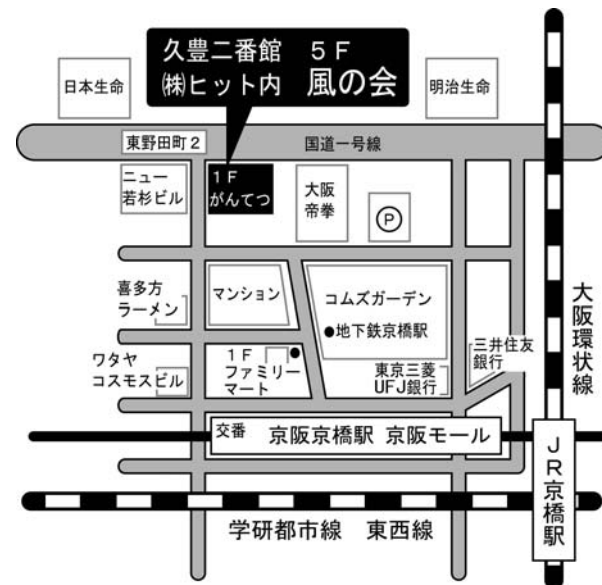 久豊二番館 5F
㈱ヒット内 風の会
日本生命
明治生命
東野田町2
国道一号線
ニュー
若杉ビル
1F
がんてつ
大阪
帝拳
P
喜多方
ラーメン
マンション
コムズガーデン
●地下鉄京橋駅
大阪環状線
三井住友
銀行
ワタヤ
コスモスビル
1F
ファミリー
マート
東京三菱
UFJ銀行
交番 京阪京橋駅 京阪モール
JR京橋駅
学研都市線 東西線